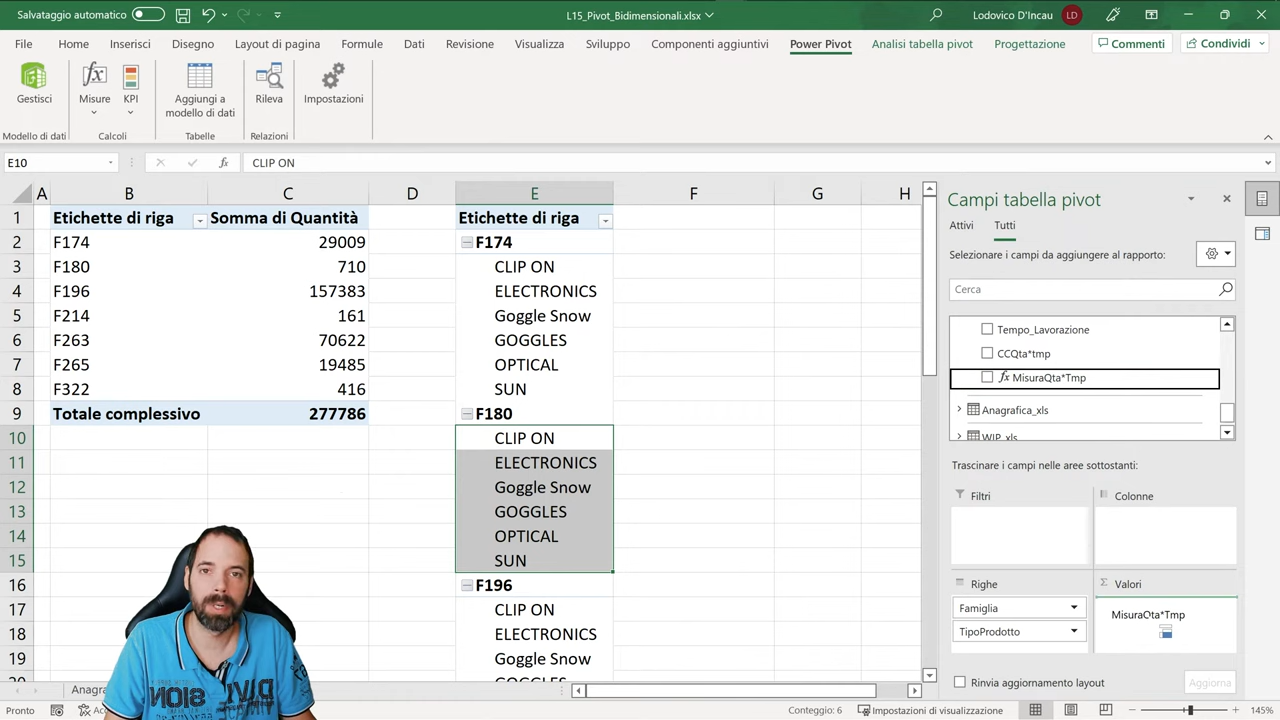 Salvataggio automatico
L15_Pivot_Bidimensionali.xlsx
Lodovico D'Incau
LD
File
Home
Inserisci
Disegno
Layout di pagina
Formule
Dati
Revisione
Visualizza
Sviluppo
Componenti aggiuntivi
Power Pivot
Analisi tabella pivot
Progettazione
Commenti
Condividi
Gestisci
Misure
KPI
Aggiungi a
modello di dati
Rileva
Impostazioni
Modello di dati
Calcoli
Tabelle
Relazioni
E10
fx
CLIP ON
A B C D E F G H
1 Etichette di riga Somma di Quantità Etichette di riga
2 F174 29009 F174
3 F180 710 CLIP ON
4 F196 157383 ELECTRONICS
5 F214 161 Goggle Snow
6 F263 70622 GOGGLES
7 F265 19485 OPTICAL
8 F322 416 SUN
9 Totale complessivo 277786 F180
10 CLIP ON
11 ELECTRONICS
12 Goggle Snow
13 GOGGLES
14 OPTICAL
15 SUN
16 F196
17 CLIP ON
18 ELECTRONICS
19 Goggle Snow
Campi tabella pivot
Attivi
Tutti
Selezionare i campi da aggiungere al rapporto:
Cerca
Tempo_Lavorazione
CCQta*tmp
fx MisuraQta*Tmp
Anagrafica_xls
WIP_xls
Trascinare i campi nelle aree sottostanti:
Filtri
Colonne
Righe
Valori
Famiglia
TipoProdotto
MisuraQta*Tmp
Rinvia aggiornamento layout
Aggiorna
Anagra
Pronto
Conteggio: 6
Impostazioni di visualizzazione
145%